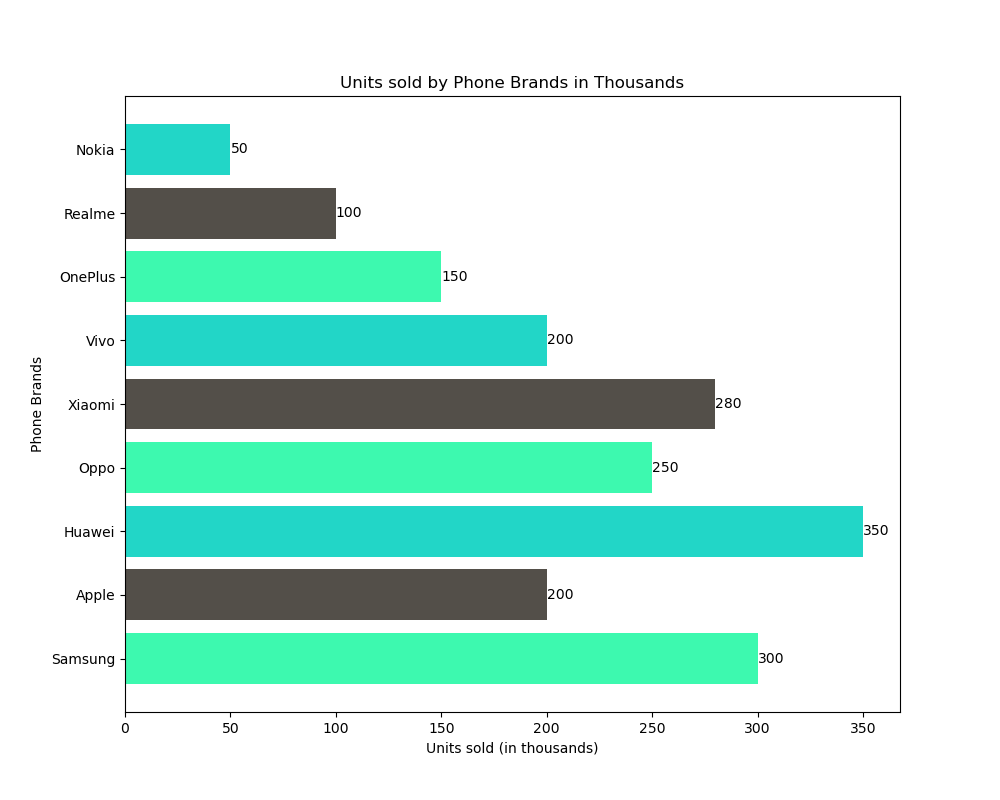 Units sold by Phone Brands in Thousands
Nokia 50
Realme 100
OnePlus 150
Vivo 200
Xiaomi 280
Oppo 250
Huawei 350
Apple 200
Samsung 300
Phone Brands
0 50 100 150 200 250 300 350
Units sold (in thousands)